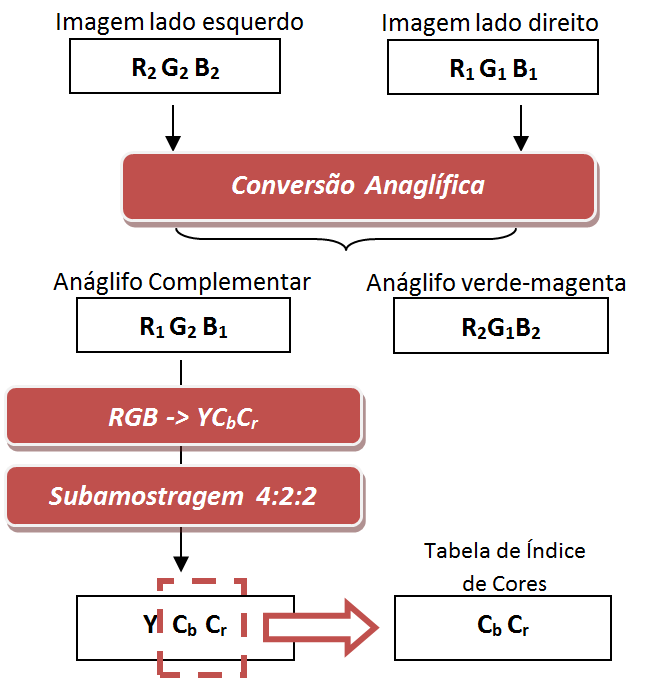 Imagem lado esquerdo
Imagem lado direito
R2 G2 B2
R1 G1 B1
Conversão Anaglífica
Anáglifo Complementar
Anáglifo verde-magenta
R1 G2 B1
R2G1B2
RGB -> YCbCr
Subamostragem 4:2:2
Tabela de Índice
de Cores
Y Cb Cr
Cb Cr